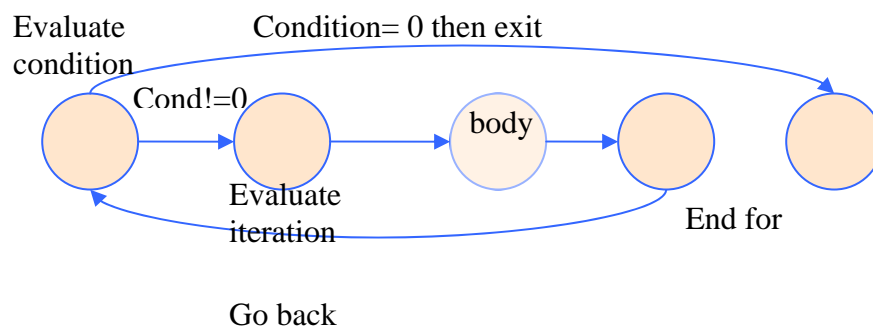 Evaluate
condition
Condition= 0 then exit
Cond!=0
body
Evaluate
iteration
End for
Go back